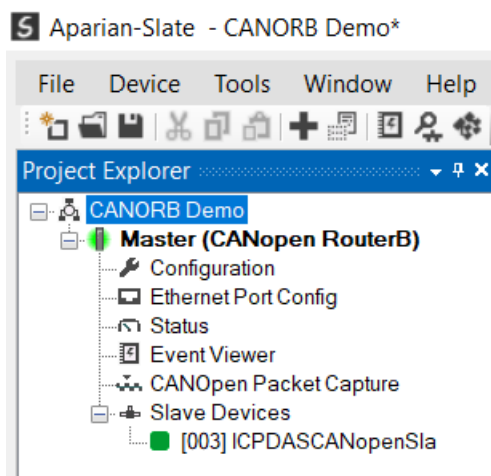 S Aparian-Slate - CANORB Demo*
File Device Tools Window Help
Project Explorer
CANORB Demo
Master (CANopen RouterB)
Configuration
Ethernet Port Config
Status
Event Viewer
CANOpen Packet Capture
Slave Devices
[003] ICPDASCANopenSla